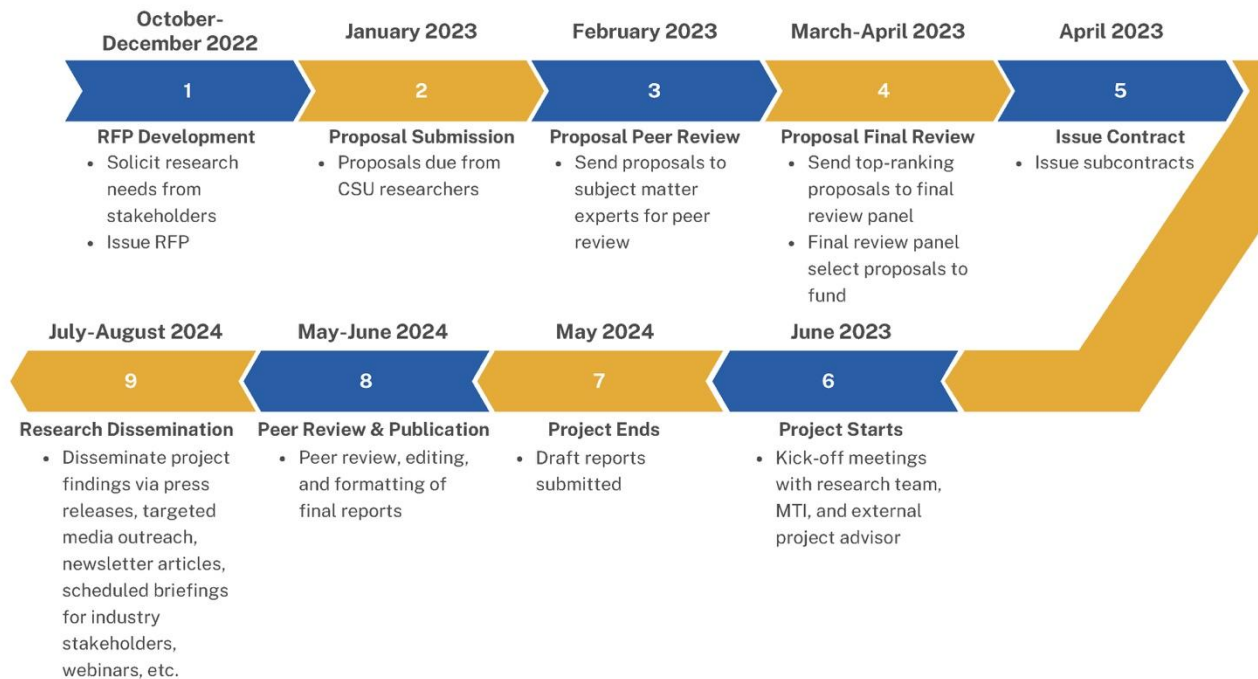 October-
December 2022
January 2023
February 2023
March-April 2023
April 2023
1
2
3
4
5
RFP Development
• Solicit research
needs from
stakeholders
• Issue RFP
Proposal Submission
• Proposals due from
CSU researchers
Proposal Peer Review
• Send proposals to
subject matter
experts for peer
review
Proposal Final Review
• Send top-ranking
proposals to final
review panel
• Final review panel
select proposals to
fund
Issue Contract
• Issue subcontracts
July-August 2024
May-June 2024
May 2024
June 2023
9
8
7
6
Research Dissemination
• Disseminate project
findings via press
releases, targeted
media outreach,
newsletter articles,
scheduled briefings
for industry
stakeholders,
webinars, etc.
Peer Review & Publication
• Peer review, editing,
and formatting of
final reports
Project Ends
• Draft reports
submitted
Project Starts
• Kick-off meetings
with research team,
MTI, and external
project advisor